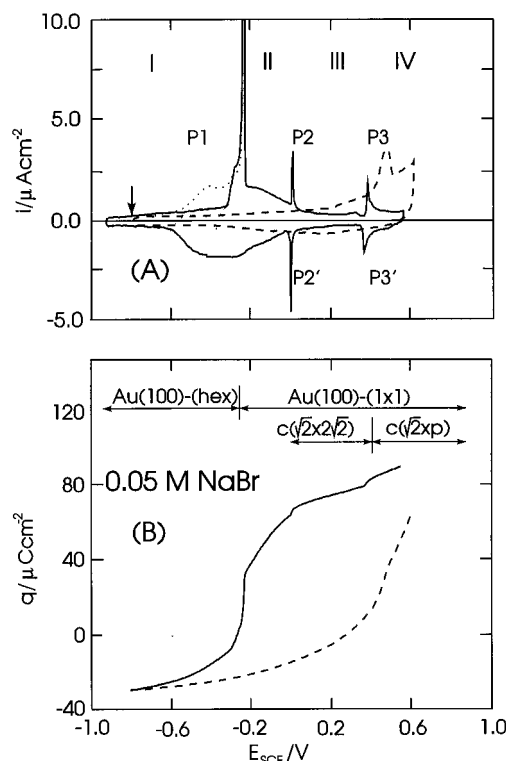 10.0
I II III IV
P1 P2 P3
5.0
i/μAcm⁻²
0.0
(A)
P2' P3'
-5.0
Au(100)-(hex) Au(100)-(1x1)
120
c(√2x2√2) c(√2xp)
0.05 M NaBr
80
(B)
40
q/μCcm⁻²
0
-40
-1.0 -0.6 -0.2 0.2 0.6 1.0
E_SCE/V